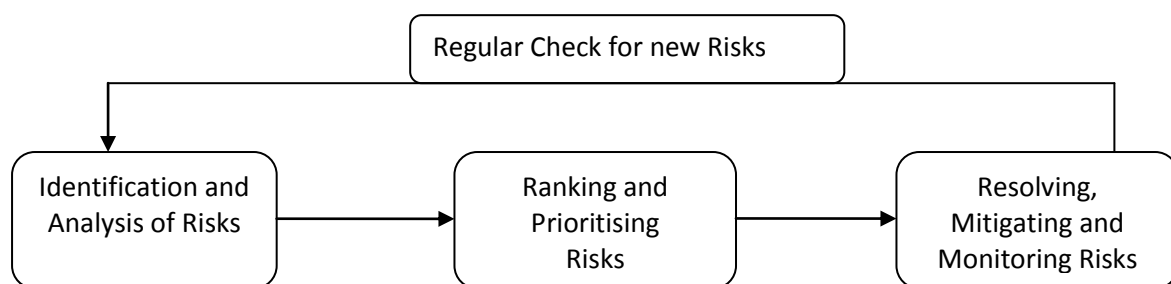 Regular Check for new Risks
Identification and
Analysis of Risks
Ranking and
Prioritising
Risks
Resolving,
Mitigating and
Monitoring Risks